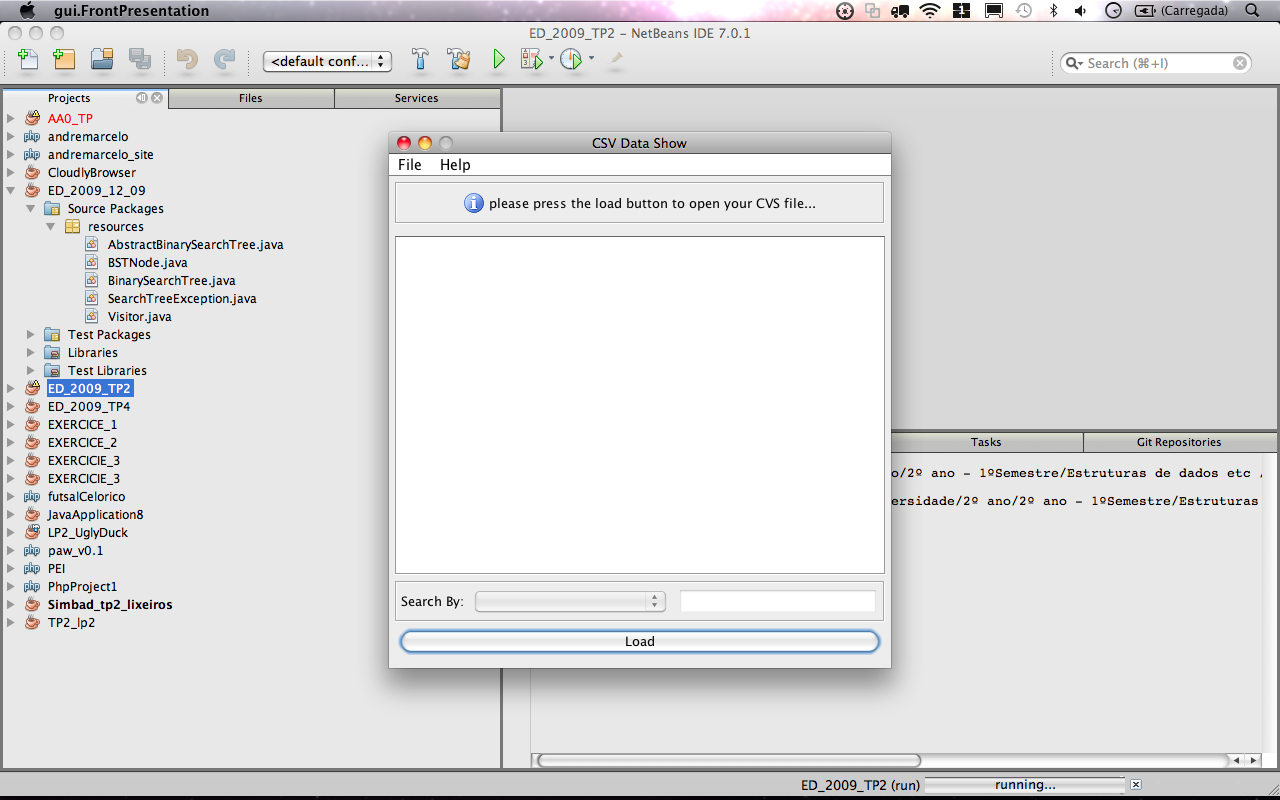 gui.FrontPresentation
1
(Carregada)
ED_2009_TP2 – NetBeans IDE 7.0.1
<default conf...
Search (⌘+I)
Projects
Files
Services
AA0_TP
andremarcelo
andremarcelo_site
CloudlyBrowser
ED_2009_12_09
Source Packages
resources
AbstractBinarySearchTree.java
BSTNode.java
BinarySearchTree.java
SearchTreeException.java
Visitor.java
Test Packages
Libraries
Test Libraries
ED_2009_TP2
ED_2009_TP4
EXERCICE_1
EXERCICE_2
EXERCICIE_3
EXERCICIE_3
futsalCelorico
JavaApplication8
LP2_UglyDuck
paw_v0.1
PEI
PhpProject1
Simbad_tp2_lixeiros
TP2_lp2
CSV Data Show
File Help
please press the load button to open your CVS file...
Search By:
Load
Tasks
Git Repositories
o/2º ano - 1ºSemestre/Estruturas de dados etc
ersidade/2º ano/2º ano - 1ºSemestre/Estruturas
ED_2009_TP2 (run)
running...